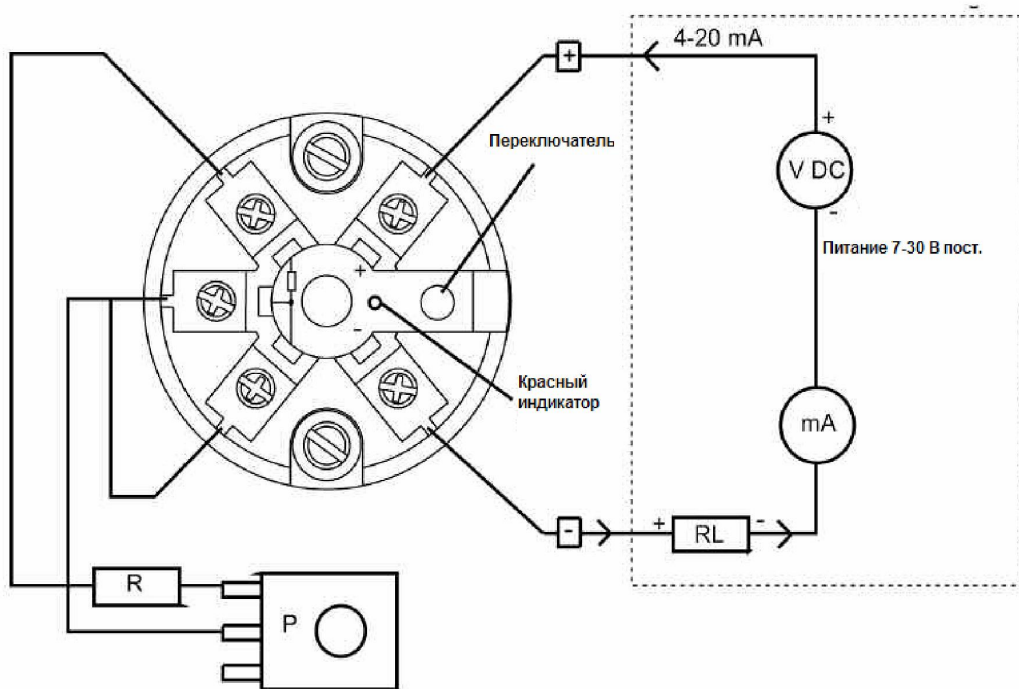 4-20 mA
+
Переключатель
+
V DC
-
Питание 7-30 В пост.
+
-
Красный
индикатор
mA
-
+
-
RL
R
P